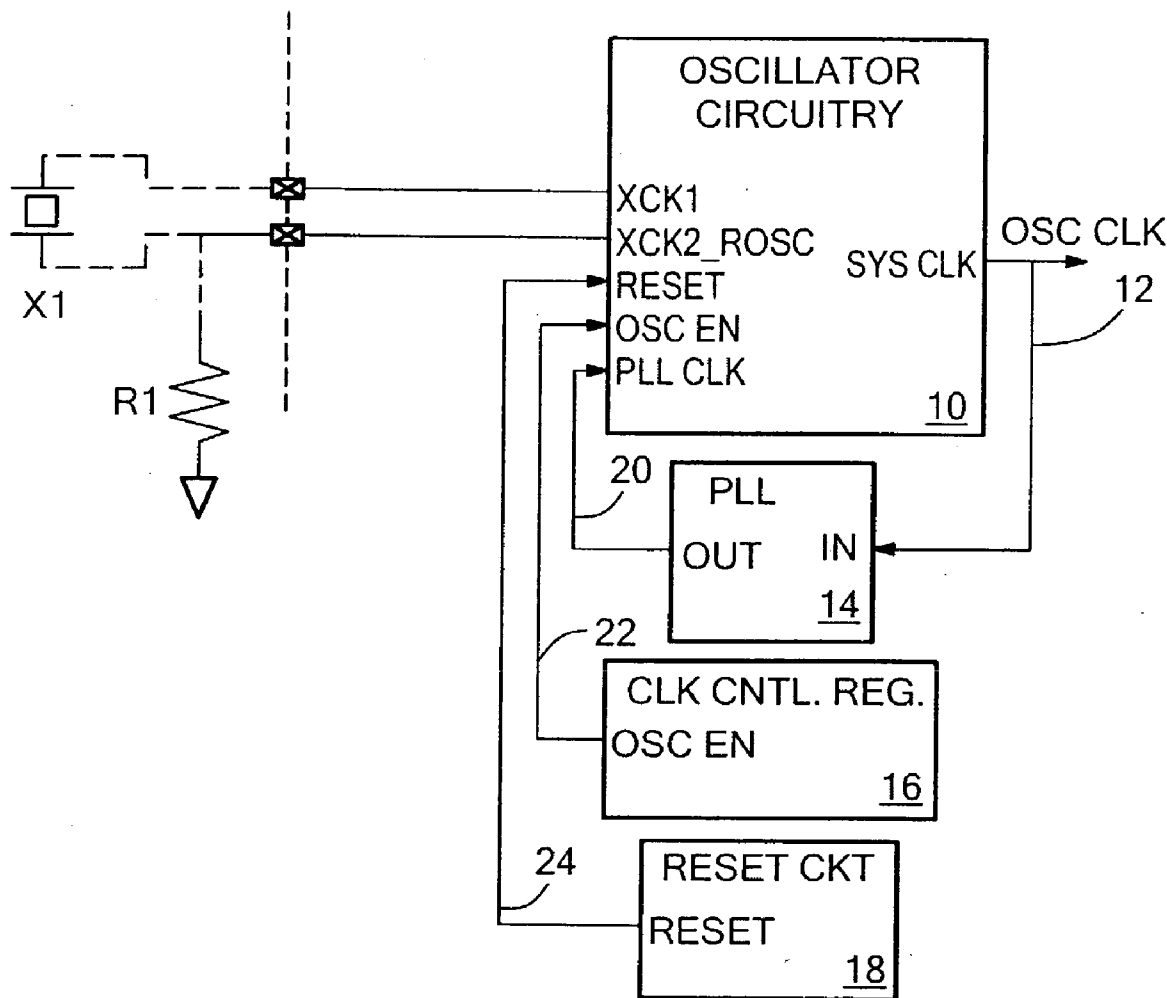 OSCILLATOR
CIRCUITRY
XCK1
XCK2_ROSC
RESET
OSC EN
PLL CLK
SYS CLK
10
OSC CLK
12
X1
R1
20
PLL
OUT
IN
14
22
CLK CNTL. REG.
OSC EN
16
24
RESET CKT
RESET
18